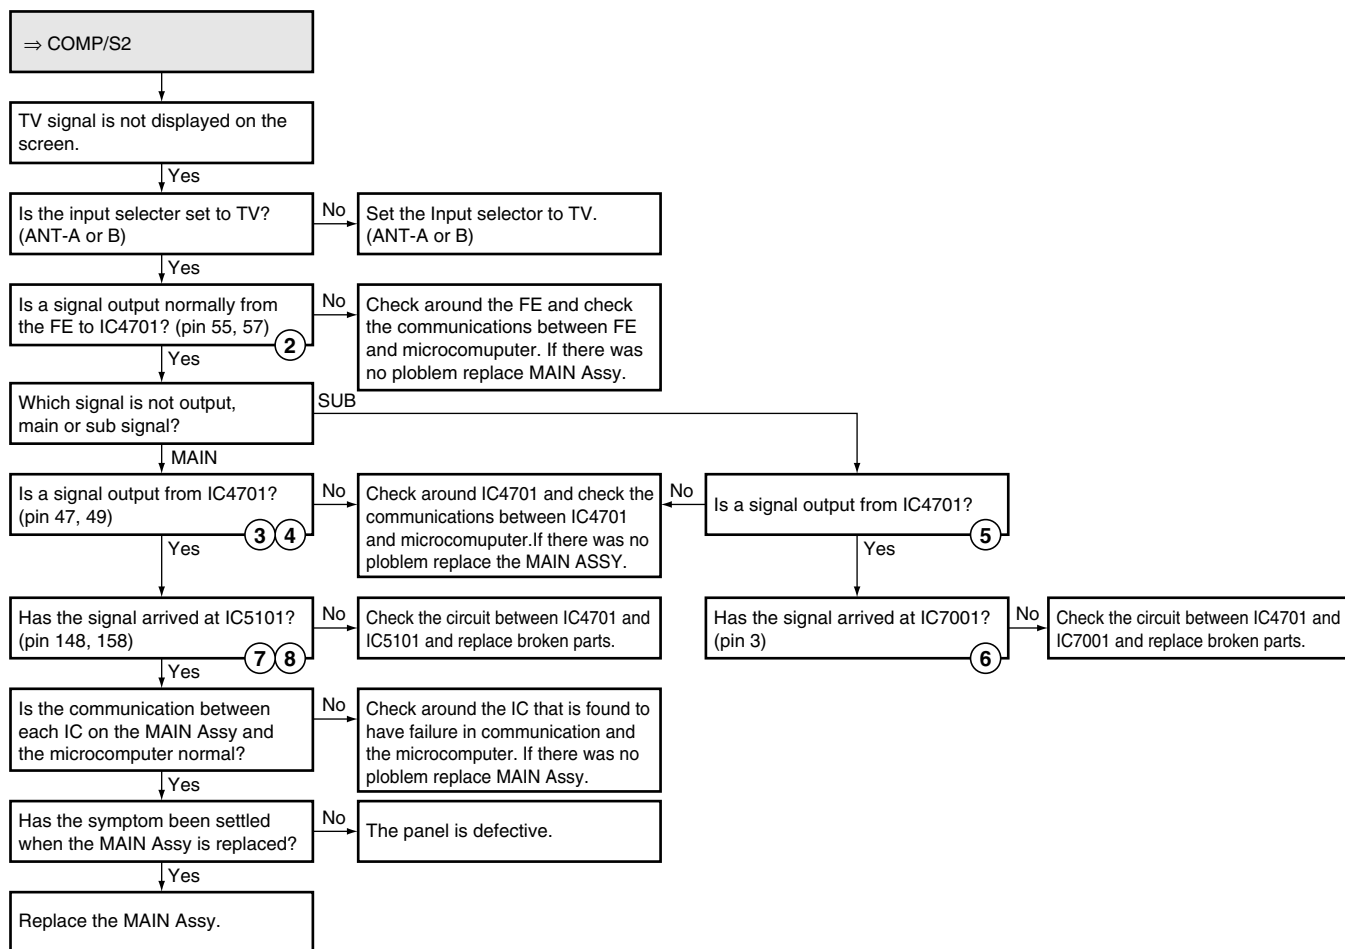 ⇒ COMP/S2
TV signal is not displayed on the
screen.
Yes
Is the input selecter set to TV?
(ANT-A or B)
No
Set the Input selector to TV.
(ANT-A or B)
Yes
Is a signal output normally from
the FE to IC4701? (pin 55, 57)
2
No
Check around the FE and check
the communications between FE
and microcomuputer. If there was
no ploblem replace MAIN Assy.
Yes
Which signal is not output,
main or sub signal?
SUB
MAIN
Is a signal output from IC4701?
(pin 47, 49)
3 4
No
Check around IC4701 and check the
communications between IC4701
and microcomuputer.If there was no
ploblem replace the MAIN ASSY.
No
Is a signal output from IC4701?
5
Yes
Yes
Has the signal arrived at IC5101?
(pin 148, 158)
7 8
No
Check the circuit between IC4701 and
IC5101 and replace broken parts.
Has the signal arrived at IC7001?
(pin 3)
6
No
Check the circuit between IC4701 and
IC7001 and replace broken parts.
Yes
Is the communication between
each IC on the MAIN Assy and
the microcomputer normal?
No
Check around the IC that is found to
have failure in communication and
the microcomputer. If there was no
ploblem replace MAIN Assy.
Yes
Has the symptom been settled
when the MAIN Assy is replaced?
No
The panel is defective.
Yes
Replace the MAIN Assy.